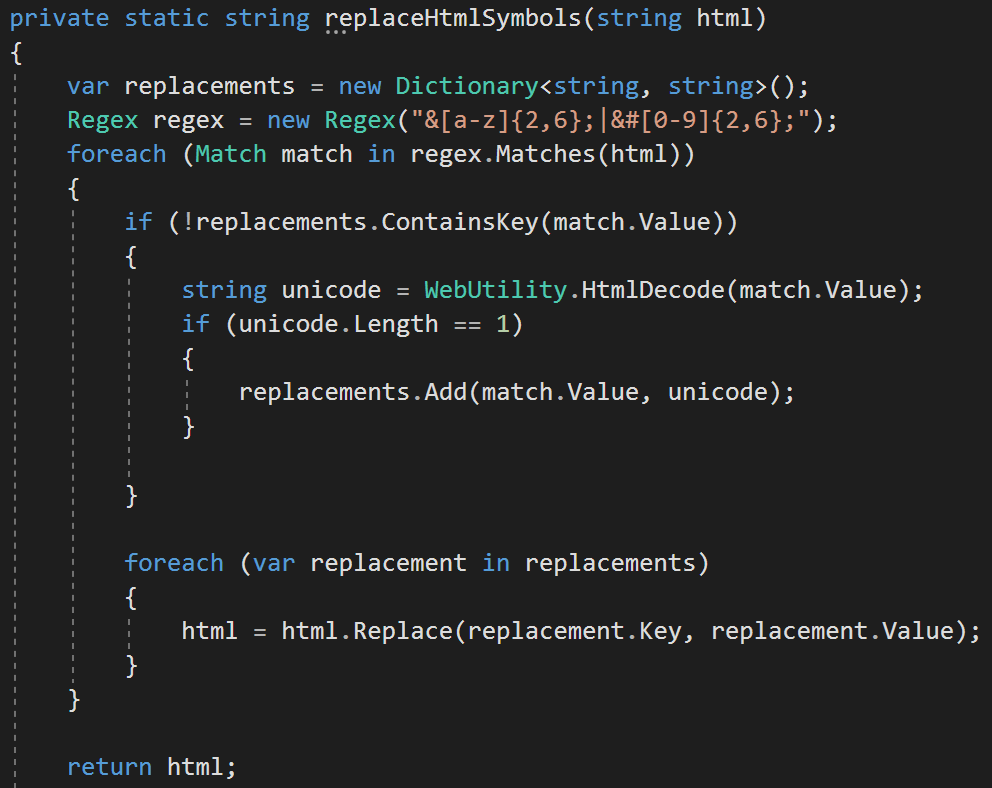 private static string replaceHtmlSymbols(string html)
{
    var replacements = new Dictionary<string, string>();
    Regex regex = new Regex("&[a-z]{2,6};|&#[0-9]{2,6};");
    foreach (Match match in regex.Matches(html))
    {
        if (!replacements.ContainsKey(match.Value))
        {
            string unicode = WebUtility.HtmlDecode(match.Value);
            if (unicode.Length == 1)
            {
                replacements.Add(match.Value, unicode);
            }

        }

        foreach (var replacement in replacements)
        {
            html = html.Replace(replacement.Key, replacement.Value);
        }
    }

    return html;